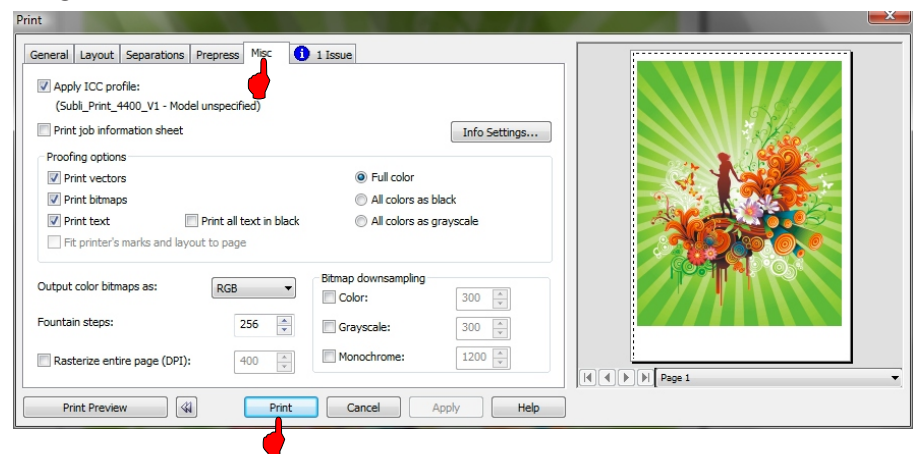 Print
General Layout Separations Prepress Misc 1 Issue
Apply ICC profile:
(Subli_Print_4400_V1 - Model unspecified)
Print job information sheet
Info Settings...
Proofing options
Print vectors
Full color
Print bitmaps
All colors as black
Print text
Print all text in black
All colors as grayscale
Fit printer's marks and layout to page
Output color bitmaps as:
RGB
Bitmap downsampling
Color:
300
Fountain steps:
256
Grayscale:
300
Rasterize entire page (DPI):
400
Monochrome:
1200
Page 1
Print Preview
Print
Cancel
Apply
Help